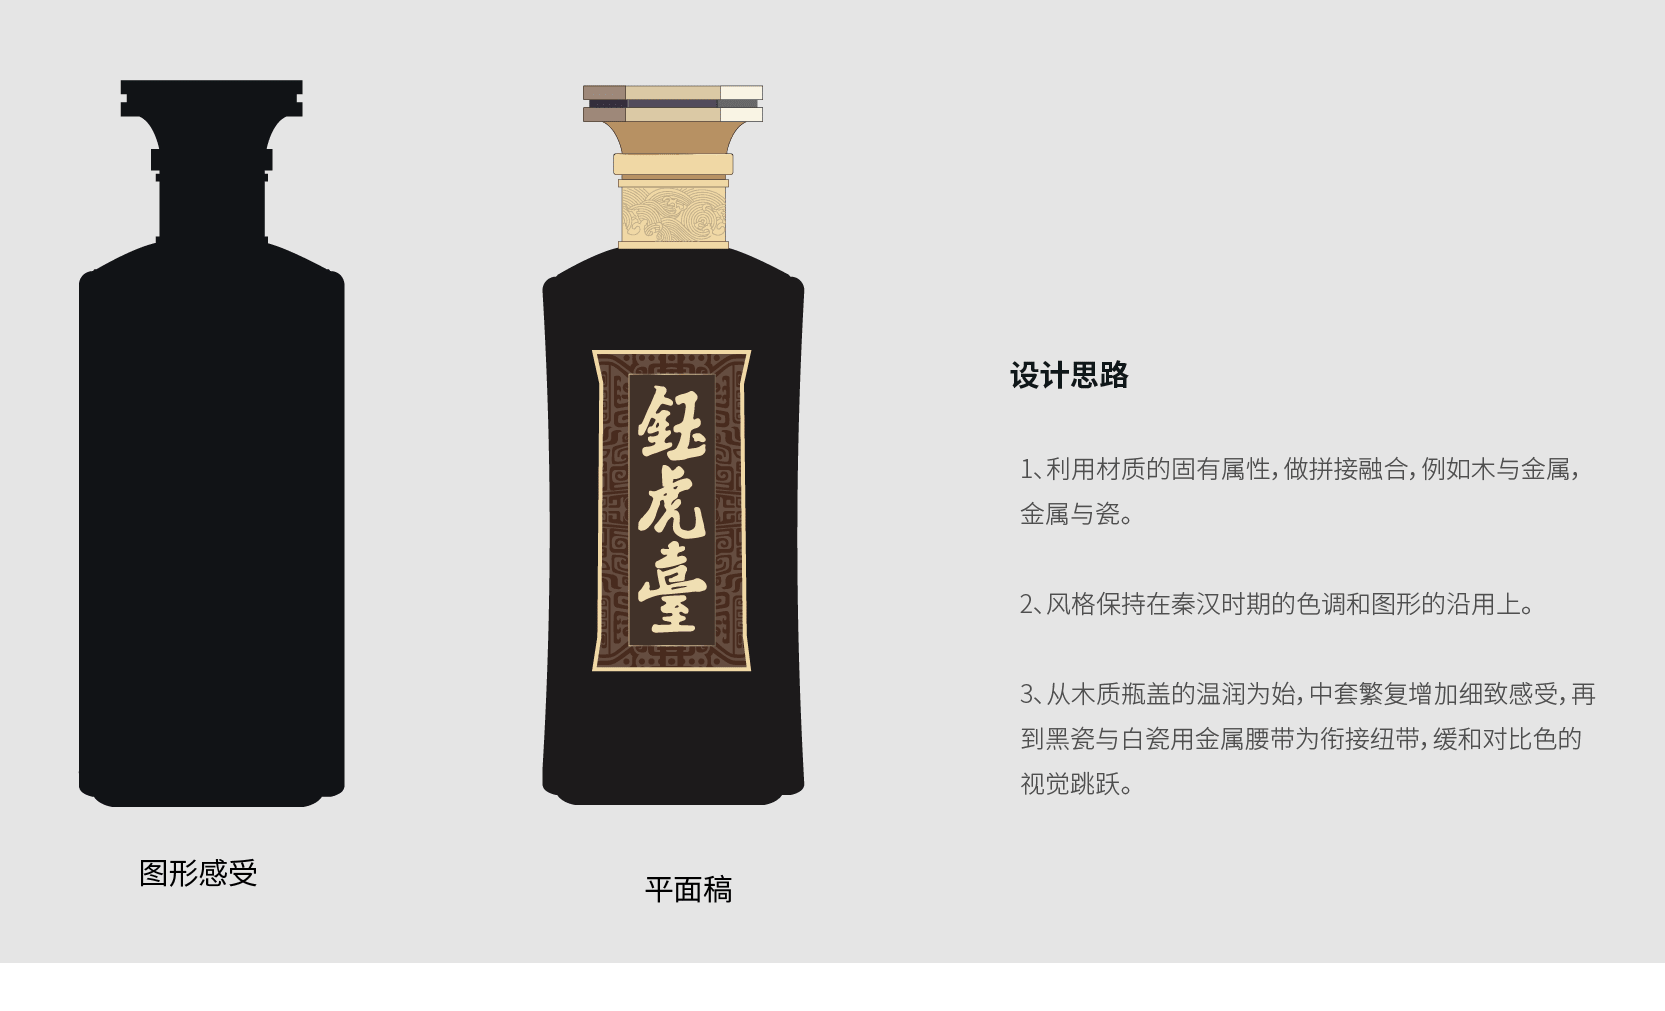 鈺虎臺
图形感受
平面稿
设计思路
1、利用材质的固有属性，做拼接融合，例如木与金属，
金属与瓷。
2、风格保持在秦汉时期的色调和图形的沿用上。
3、从木质瓶盖的温润为始，中套繁复增加细致感受，再
到黑瓷与白瓷用金属腰带为衔接纽带，缓和对比色的
视觉跳跃。